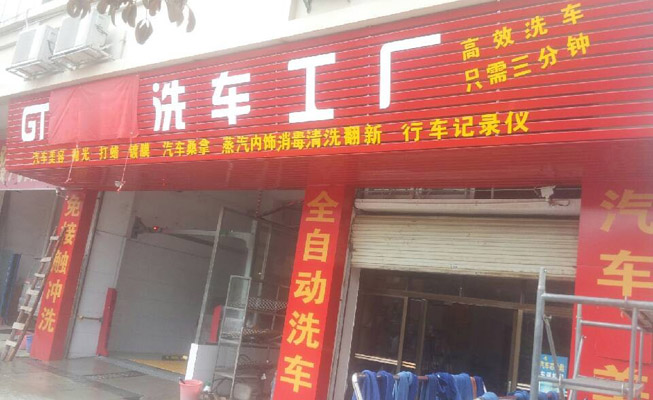 GT 洗车工厂
高效洗车
只需三分钟
汽车美容 抛光 打蜡 镀膜 汽车桑拿 蒸汽内饰消毒清洗翻新 行车记录仪
免接触冲洗
全自动洗车
汽车美